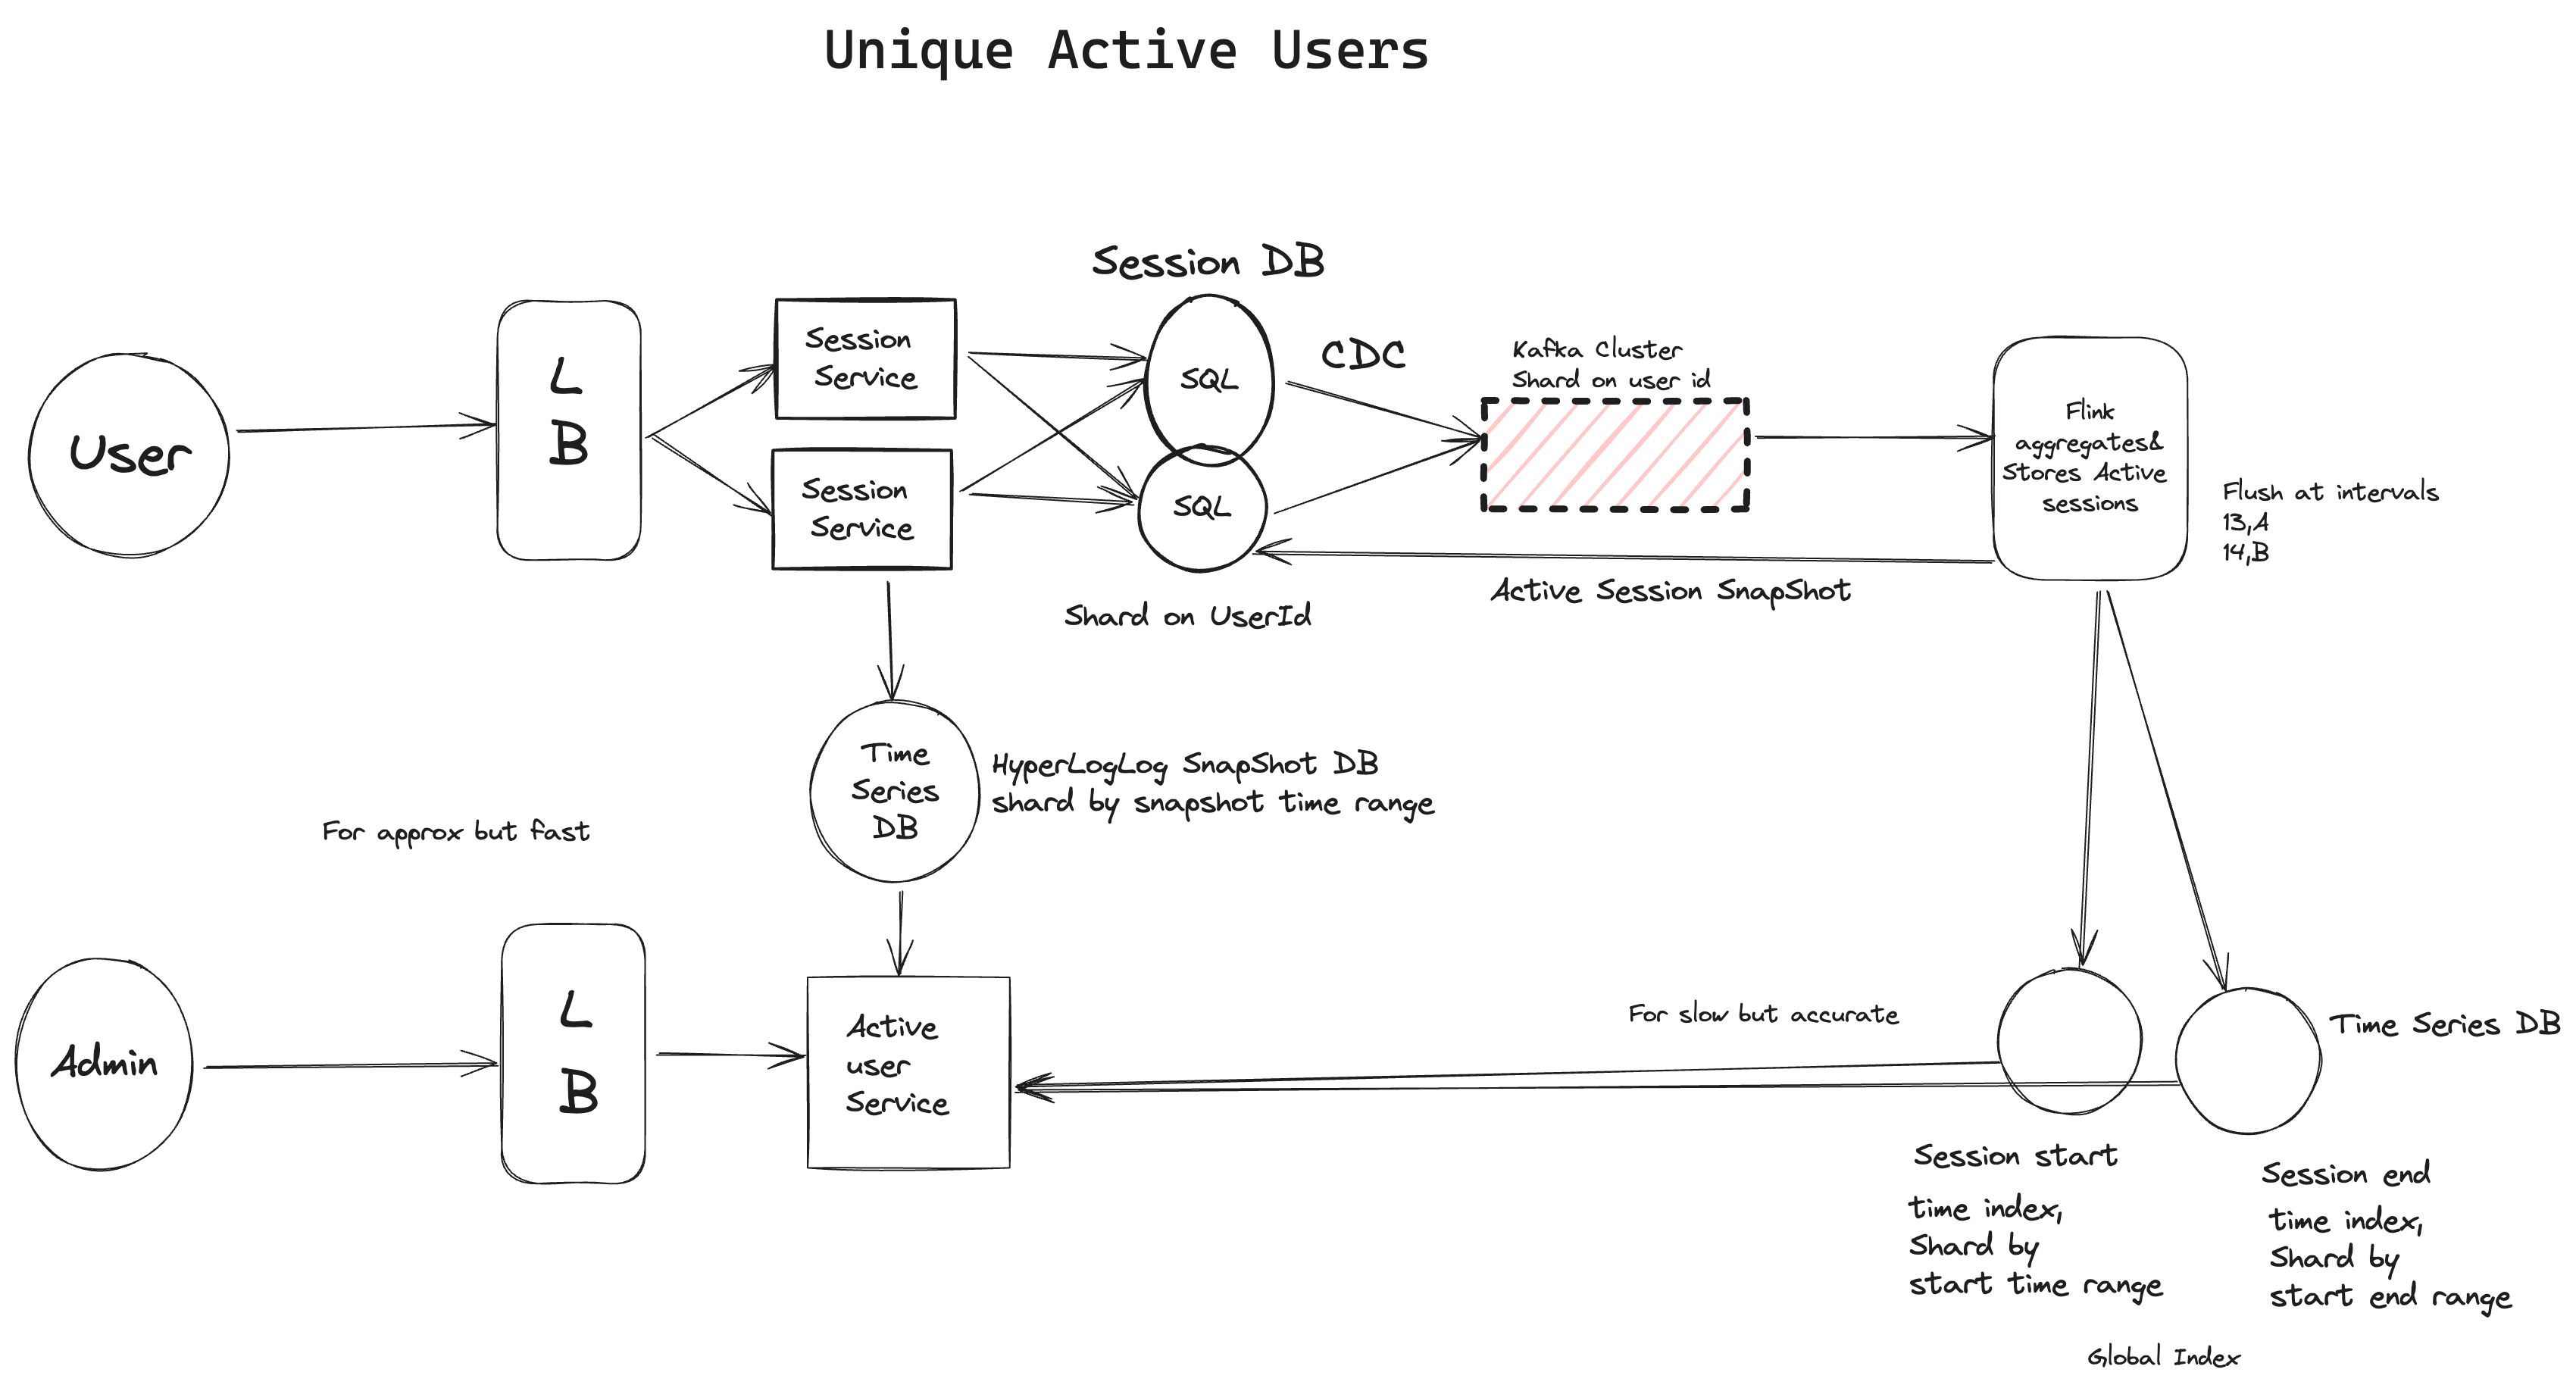 Unique Active Users
Session DB
User
L
B
Session
Service
Session
Service
SQL
SQL
CDC
Kafka Cluster
Shard on user id
Flink
aggregates&
Stores Active
sessions
Flush at intervals
13,A
14,B
Active Session SnapShot
Shard on UserId
Time
Series
DB
HyperLogLog SnapShot DB
shard by snapshot time range
For approx but fast
Admin
L
B
Active
user
Service
For slow but accurate
Time Series DB
Session start
time index,
Shard by
start time range
Session end
time index,
Shard by
start end range
Global Index